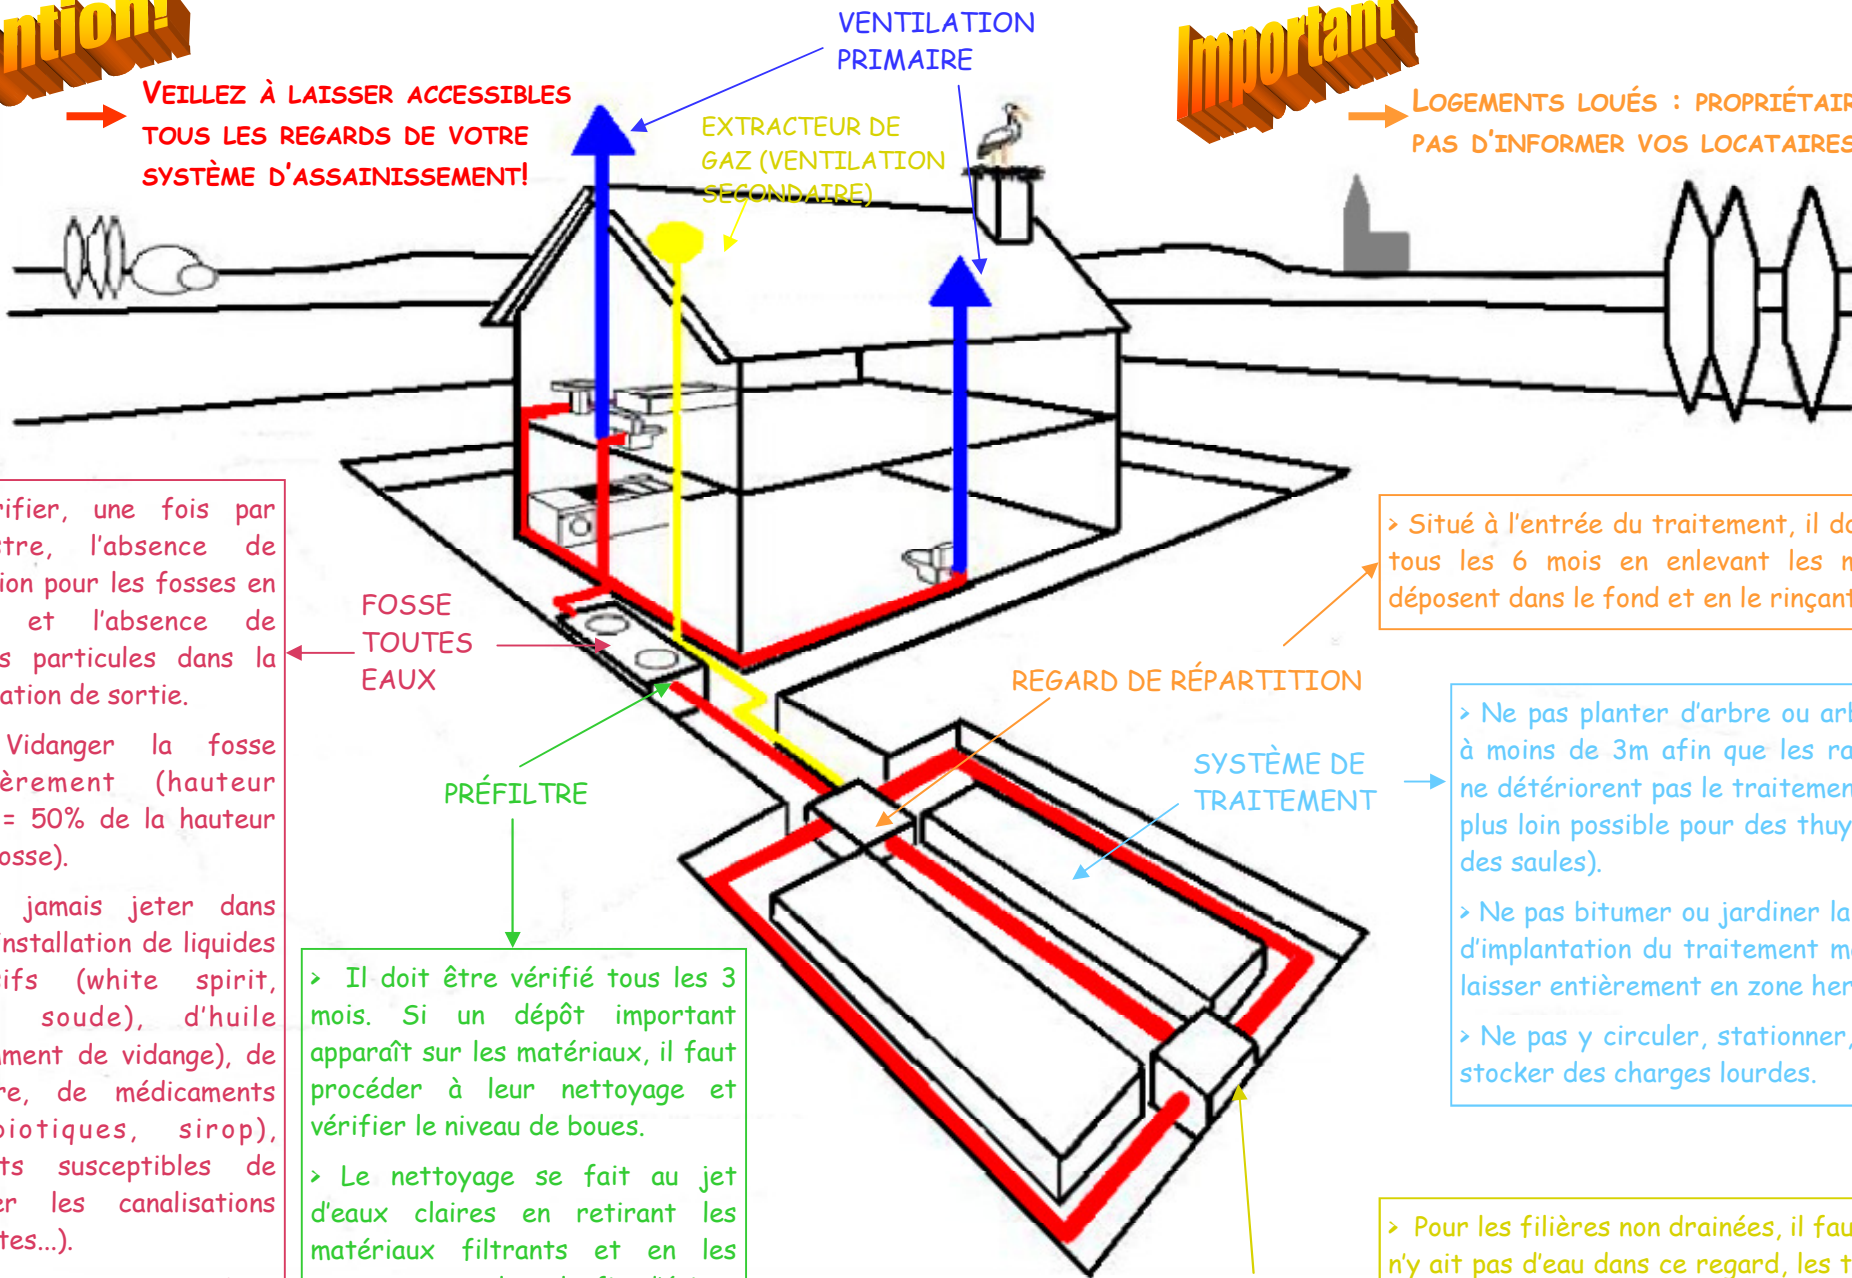 ntion!
VEILLEZ À LAISSER ACCESSIBLES
TOUS LES REGARDS DE VOTRE
SYSTÈME D'ASSAINISSEMENT!
VENTILATION
PRIMAIRE
EXTRACTEUR DE
GAZ (VENTILATION
SECONDAIRE)
Important
LOGEMENTS LOUÉS : PROPRIÉTAIR
PAS D'INFORMER VOS LOCATAIRES
rifier, une fois par
stre, l'absence de
ion pour les fosses en
et l'absence de
s particules dans la
ation de sortie.
Vidanger la fosse
èrement (hauteur
= 50% de la hauteur
osse).
jamais jeter dans
installation de liquides
sifs (white spirit,
soude), d'huile
ment de vidange), de
re, de médicaments
biotiques, sirop),
ts susceptibles de
er les canalisations
tes...).
FOSSE
TOUTES
EAUX
PRÉFILTRE
> Il doit être vérifié tous les 3
mois. Si un dépôt important
apparaît sur les matériaux, il faut
procéder à leur nettoyage et
vérifier le niveau de boues.
> Le nettoyage se fait au jet
d'eaux claires en retirant les
matériaux filtrants et en les
REGARD DE RÉPARTITION
> Situé à l'entrée du traitement, il do
tous les 6 mois en enlevant les m
déposent dans le fond et en le rinçant
SYSTÈME DE
TRAITEMENT
> Ne pas planter d'arbre ou arb
à moins de 3m afin que les ra
ne détériorent pas le traitemen
plus loin possible pour des thuy
des saules).
> Ne pas bitumer ou jardiner la
d'implantation du traitement ma
laisser entièrement en zone her
> Ne pas y circuler, stationner,
stocker des charges lourdes.
> Pour les filières non drainées, il fau
n'y ait pas d'eau dans ce regard, les t